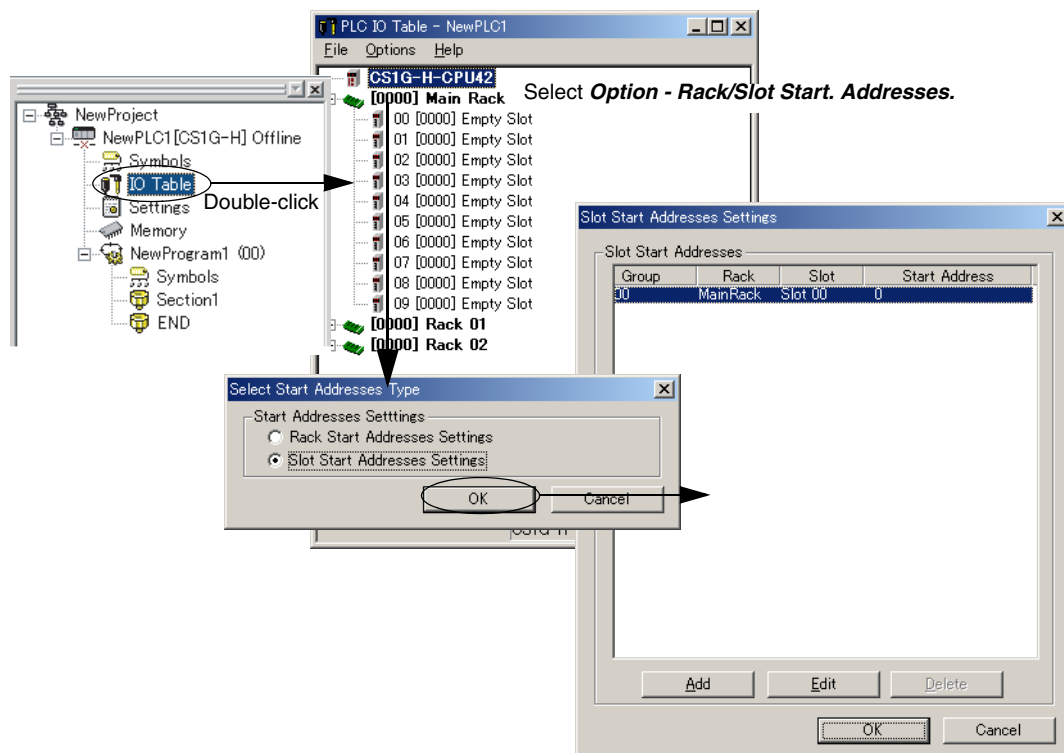 PLC IO Table - NewPLC1
File Options Help
CS1G-H-CPU42
Select Option - Rack/Slot Start. Addresses.
[0000] Main Rack
00 [0000] Empty Slot
01 [0000] Empty Slot
02 [0000] Empty Slot
03 [0000] Empty Slot
04 [0000] Empty Slot
05 [0000] Empty Slot
06 [0000] Empty Slot
07 [0000] Empty Slot
08 [0000] Empty Slot
09 [0000] Empty Slot
[0000] Rack 01
[0000] Rack 02
NewProject
NewPLC1[CS1G-H] Offline
Symbols
IO Table
Double-click
Settings
Memory
NewProgram1 (00)
Symbols
Section1
END
Select Start Addresses Type
Start Addresses Setttings
Rack Start Addresses Settings
Slot Start Addresses Settings
OK Cancel
Slot Start Addresses Settings
Slot Start Addresses
Group Rack Slot Start Address
00 MainRack Slot 00 0
Add Edit Delete
OK Cancel